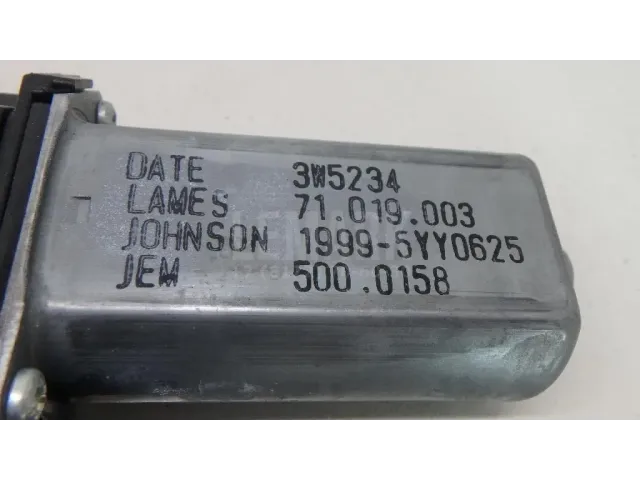 DATE 3W5234
LAMES 71.019.003
JOHNSON 1999-5YY0625
JEM 500.0158